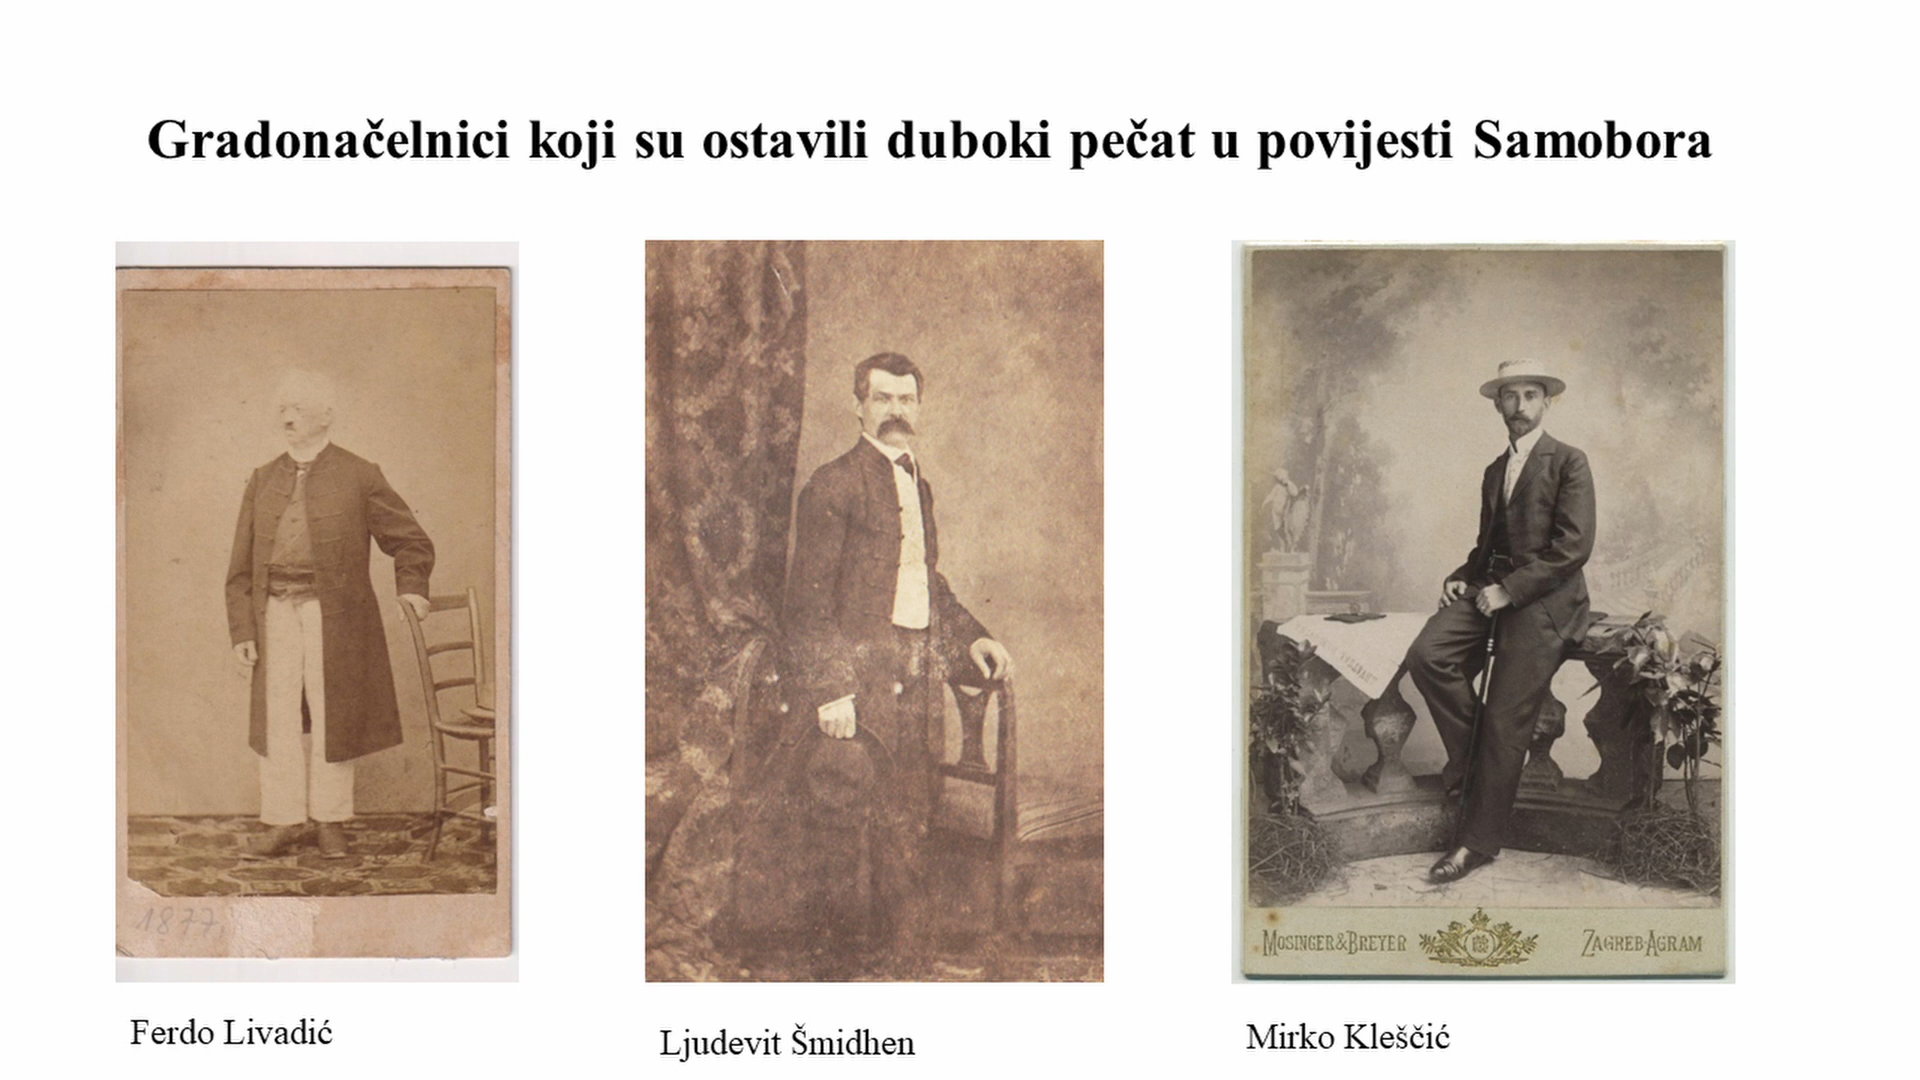 Gradonačelnici koji su ostavili duboki pečat u povijesti Samobora
1877.
MOSINGER&BREYER ZAGREB-AGRAM
Ferdo Livadić
Ljudevit Šmidhen
Mirko Kleščić